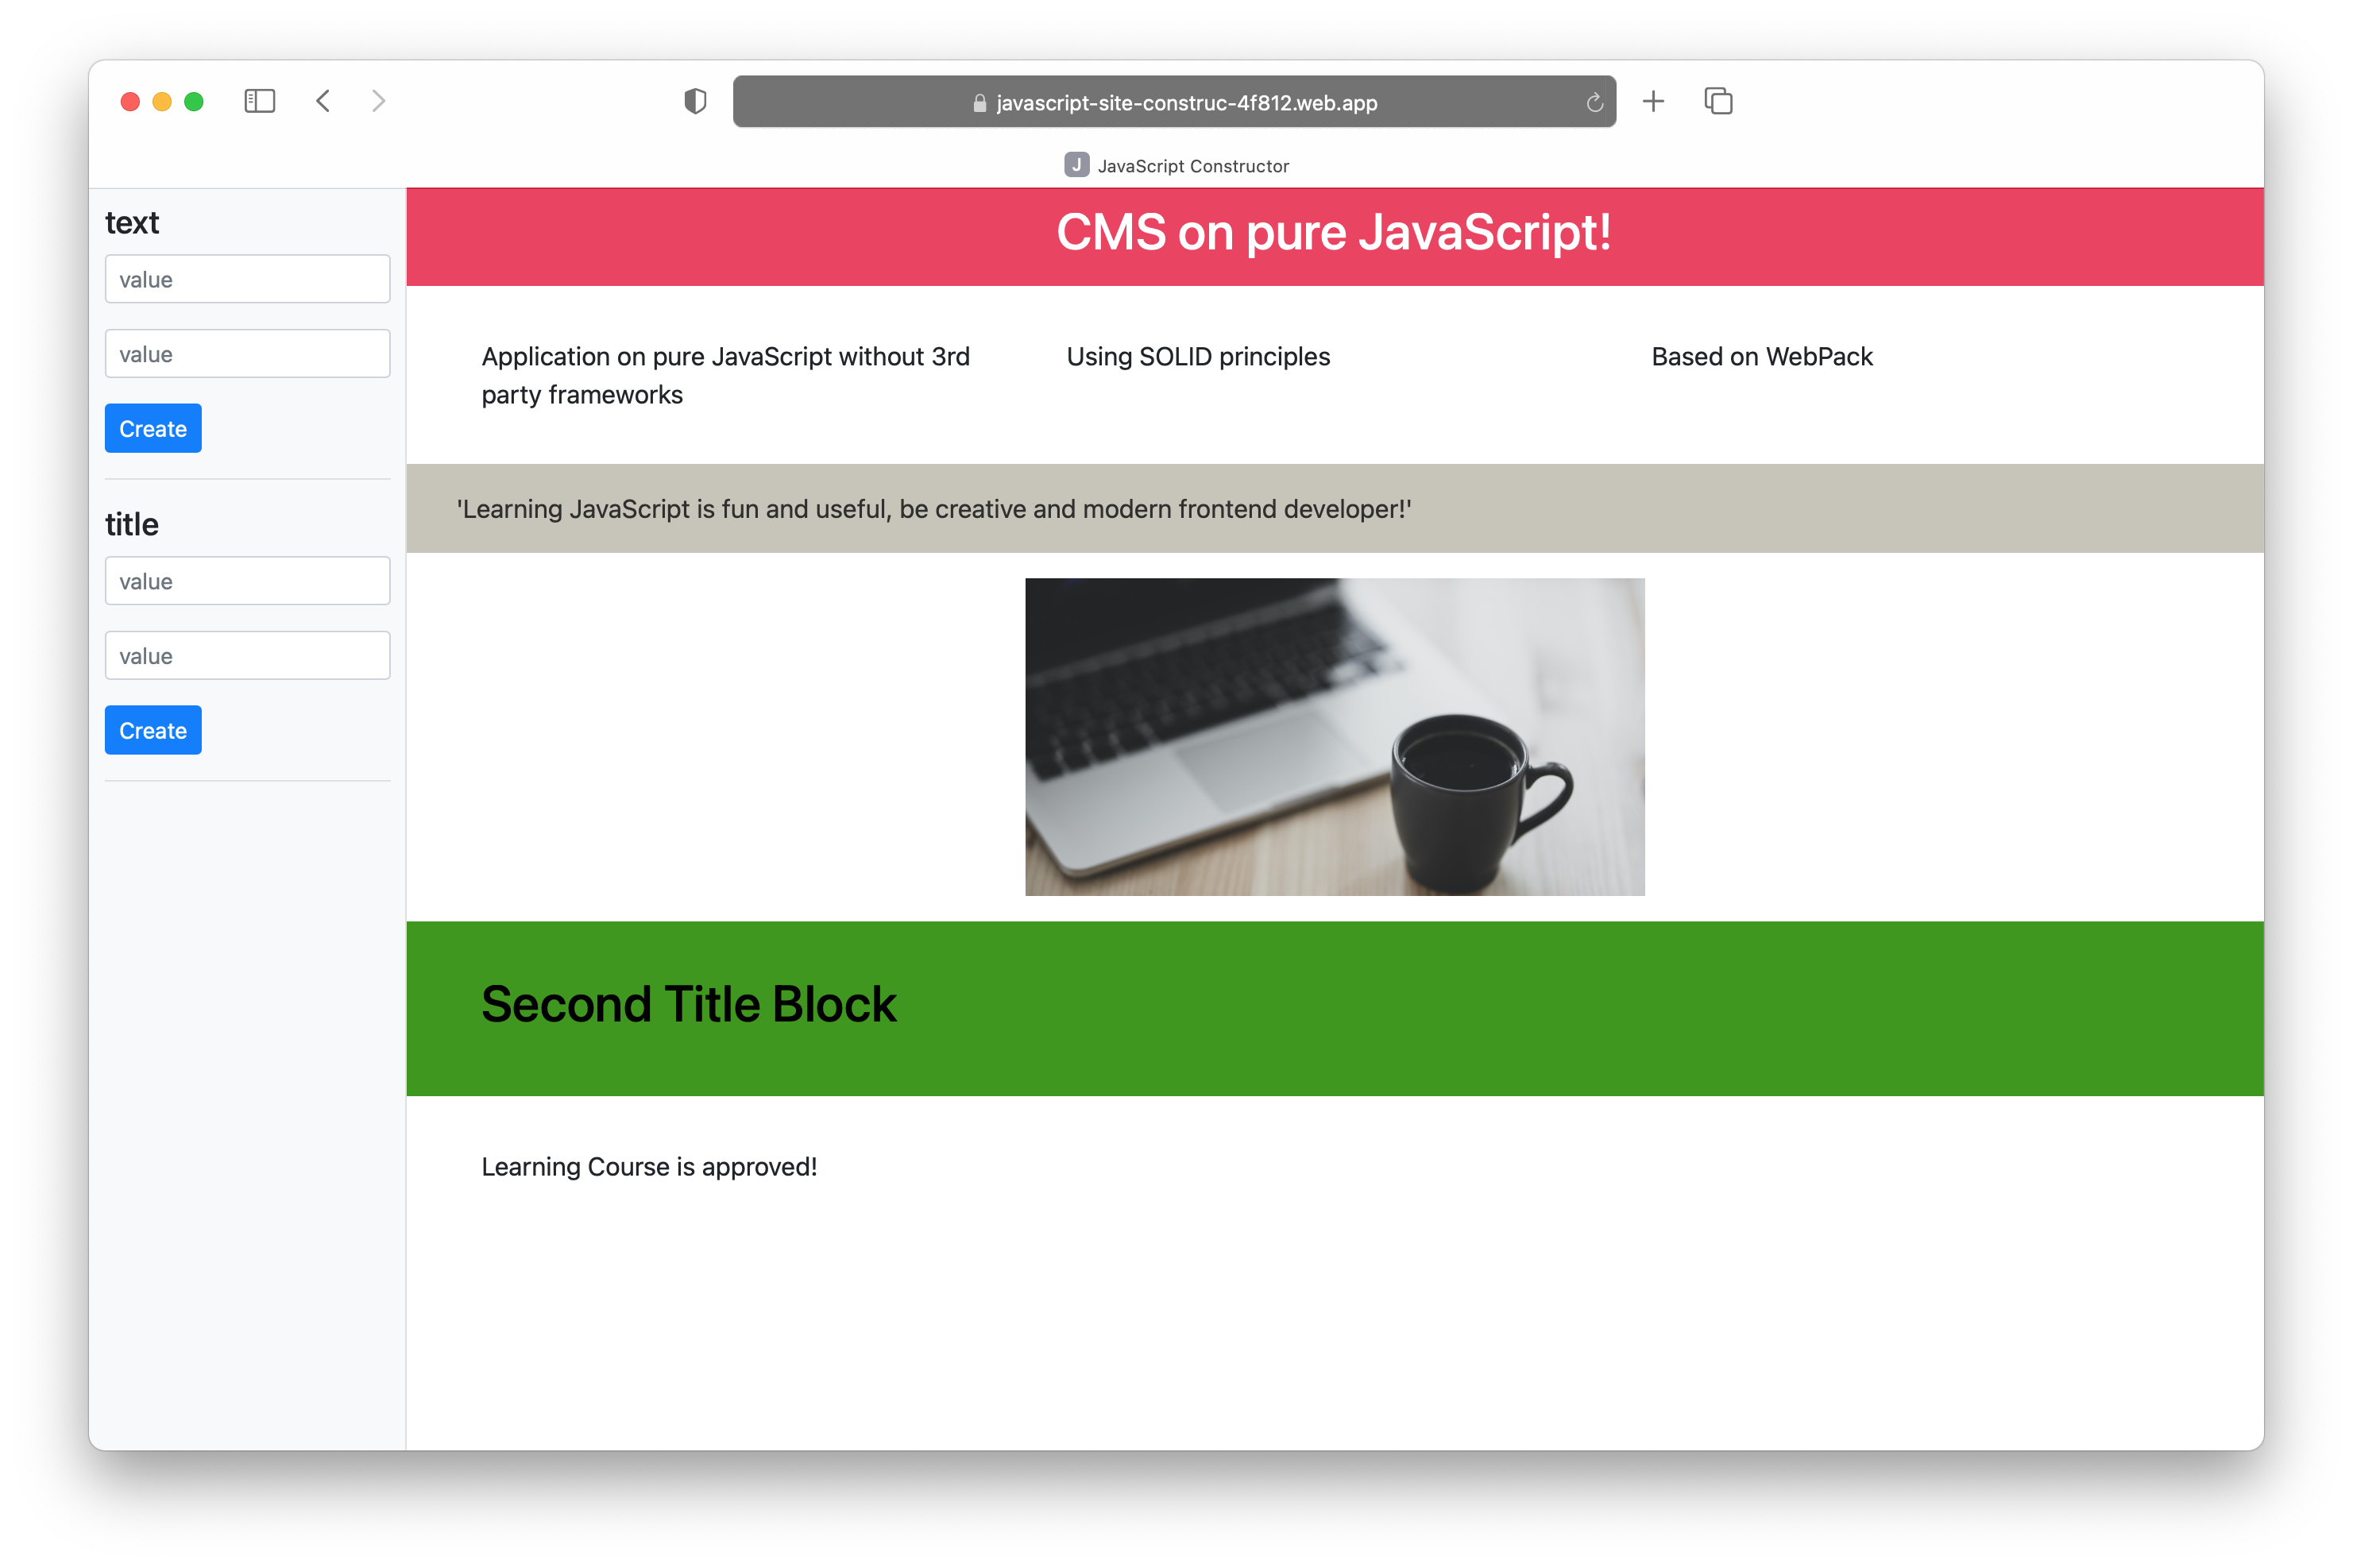 javascript-site-construc-4f812.web.app
J JavaScript Constructor
text
value
value
Create
title
value
value
Create
CMS on pure JavaScript!
Application on pure JavaScript without 3rd
party frameworks
Using SOLID principles
Based on WebPack
'Learning JavaScript is fun and useful, be creative and modern frontend developer!'
Second Title Block
Learning Course is approved!